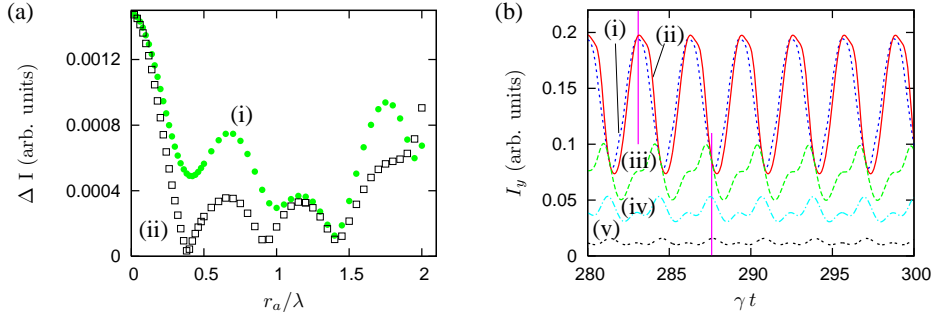 (a)
Δ I (arb. units)
0.0012
0.0008
0.0004
0
0
0.5
1
1.5
2
r_a/λ
(i)
(ii)
(b)
I_y (arb. units)
0.2
0.15
0.1
0.05
0
280
285
290
295
300
γ t
(i)
(ii)
(iii)
(iv)
(v)